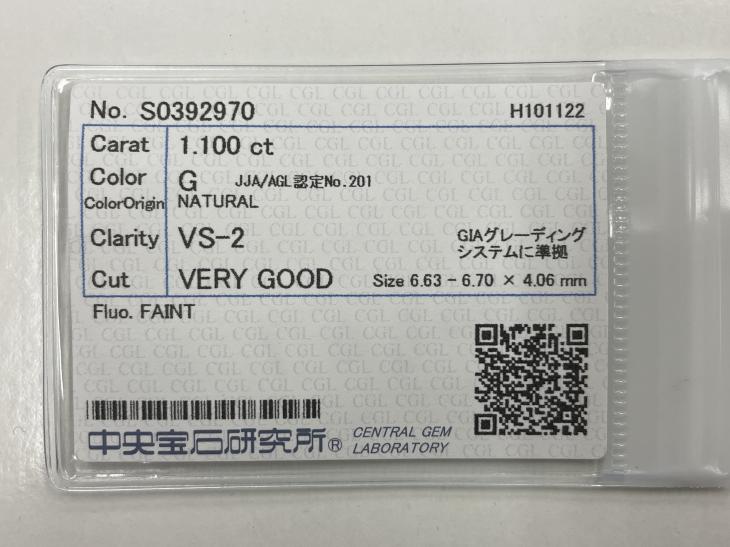 No. S0392970 H101122
Carat 1.100 ct
Color G JJA/AGL認定No.201
ColorOrigin NATURAL
Clarity VS-2 GIAグレーディング
システムに準拠
Cut VERY GOOD Size 6.63 - 6.70 × 4.06 mm
Fluo. FAINT
中央宝石研究所® CENTRAL GEM
LABORATORY